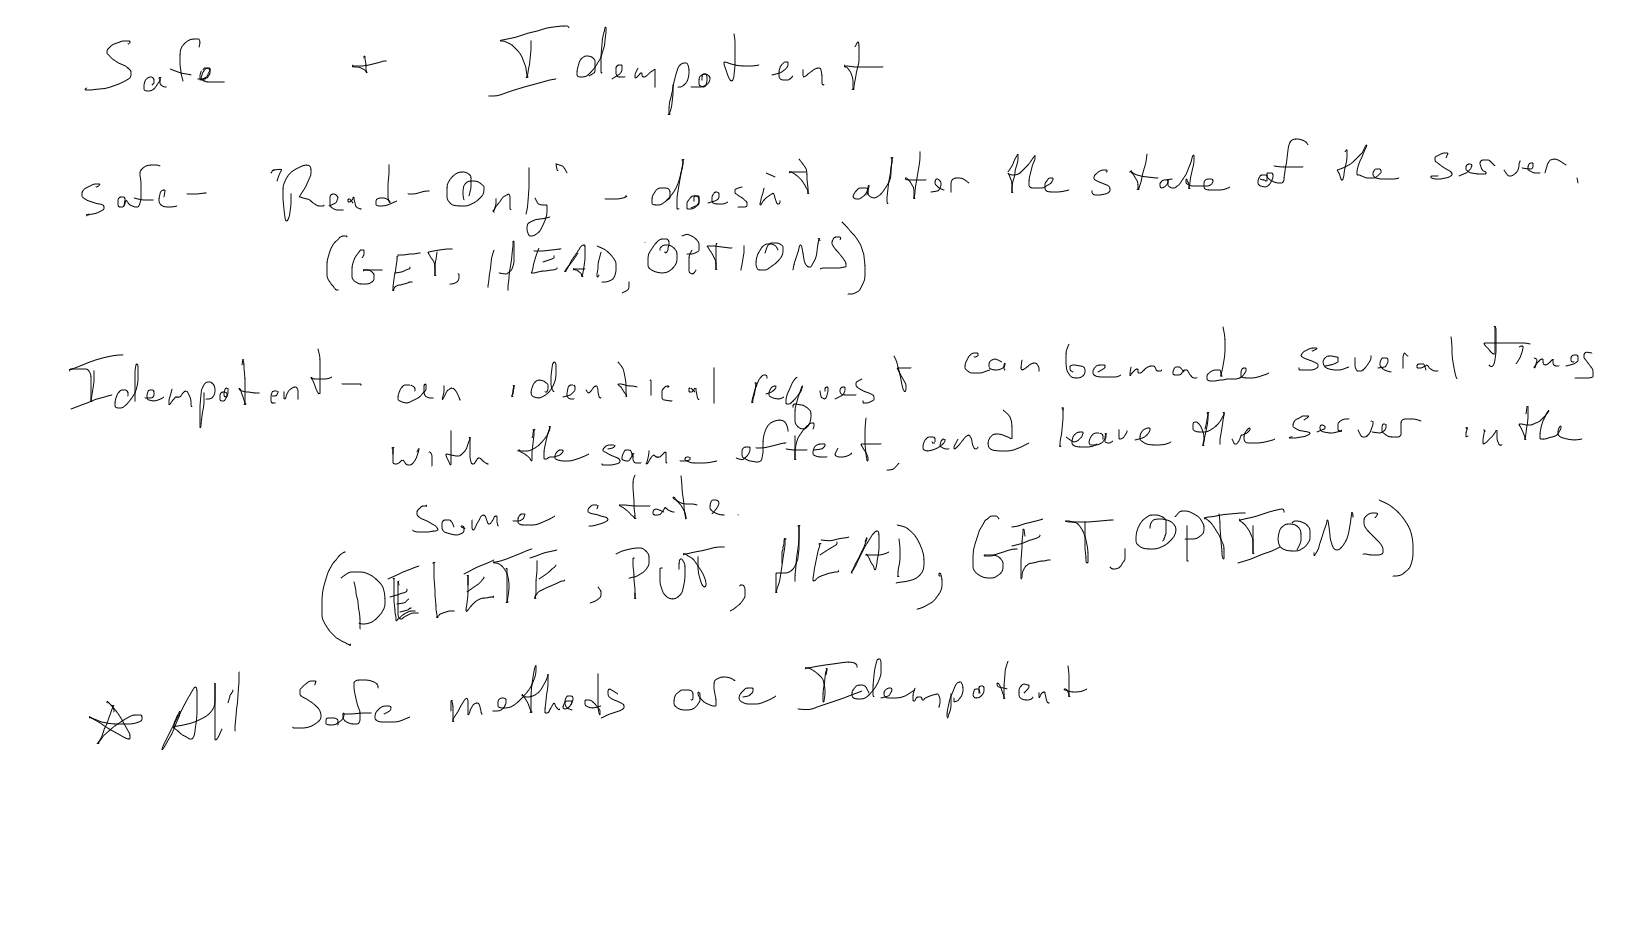 Safe + Idempotent
safe- "Read-Only" - doesn't alter the state of the server.
(GET, HEAD, OPTIONS)
Idempotent- an identical request can be made several times
with the same effect, and leave the server in the
same state.
(DELETE, PUT, HEAD, GET, OPTIONS)
☆ All Safe methods are Idempotent